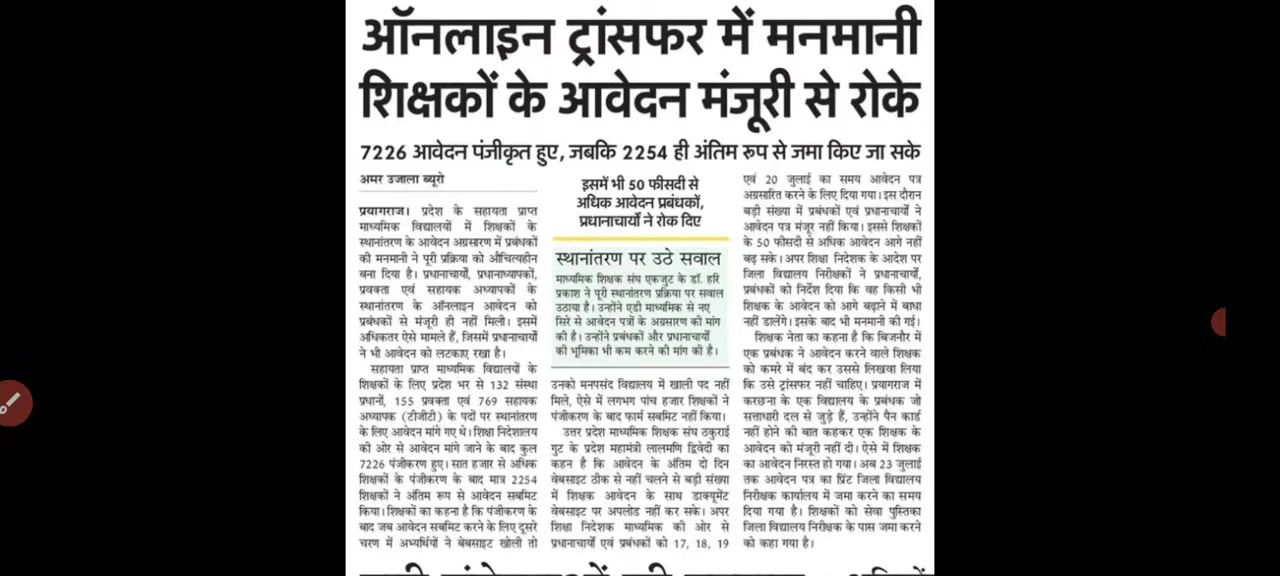 ऑनलाइन ट्रांसफर में मनमानी
शिक्षकों के आवेदन मंजूरी से रोके
7226 आवेदन पंजीकृत हुए, जबकि 2254 ही अंतिम रूप से जमा किए जा सके
अमर उजाला ब्यूरो
प्रयागराज। प्रदेश के सहायता प्राप्त
माध्यमिक विद्यालयों में शिक्षकों के
स्थानांतरण के आवेदन अग्रसारण में प्रबंधकों
की मनमानी ने पूरी प्रक्रिया को औचित्यहीन
बना दिया है। प्रधानाचार्यों, प्रधानाध्यापकों,
प्रवक्ता एवं सहायक अध्यापकों के
स्थानांतरण के ऑनलाइन आवेदन को
प्रबंधकों से मंजूरी ही नहीं मिली। इसमें
अधिकतर ऐसे मामले हैं, जिसमें प्रधानाचार्यों
ने भी आवेदन को लटकाए रखा है।
सहायता प्राप्त माध्यमिक विद्यालयों के
शिक्षकों के लिए प्रदेश भर से 132 संस्था
प्रधानों, 155 प्रवक्ता एवं 769 सहायक
अध्यापक (टीजीटी) के पदों पर स्थानांतरण
के लिए आवेदन मांगे गए थे। शिक्षा निदेशालय
की ओर से आवेदन मांगे जाने के बाद कुल
7226 पंजीकरण हुए। सात हजार से अधिक
शिक्षकों के पंजीकरण के बाद मात्र 2254
शिक्षकों ने अंतिम रूप से आवेदन सबमिट
किया। शिक्षकों का कहना है कि पंजीकरण के
बाद जब आवेदन सबमिट करने के लिए दूसरे
चरण में अभ्यर्थियों ने बेबसाइट खोली तो
इसमें भी 50 फीसदी से
अधिक आवेदन प्रबंधकों,
प्रधानाचार्यों ने रोक दिए
स्थानांतरण पर उठे सवाल
माध्यमिक शिक्षक संघ एकजुट के डॉ. हरि
प्रकाश ने पूरी स्थानांतरण प्रक्रिया पर सवाल
उठाया है। उन्होंने एडी माध्यमिक से नए
सिरे से आवेदन पत्रों के अग्रसारण की मांग
की है। उन्होंने प्रबंधकों और प्रधानाचार्यों
की भूमिका भी कम करने की मांग की है।
उनको मनपसंद विद्यालय में खाली पद नहीं
मिले, ऐसे में लगभग पांच हजार शिक्षकों ने
पंजीकरण के बाद फार्म सबमिट नहीं किया।
उत्तर प्रदेश माध्यमिक शिक्षक संघ ठकुराई
गुट के प्रदेश महामंत्री लालमणि द्विवेदी का
कहन है कि आवेदन के अंतिम दो दिन
वेबसाइट ठीक से नहीं चलने से बड़ी संख्या
में शिक्षक आवेदन के साथ डाक्यूमेंट
वेबसाइट पर अपलोड नहीं कर सके। अपर
शिक्षा निदेशक माध्यमिक की ओर से
प्रधानाचार्यों एवं प्रबंधकों को 17, 18, 19
एवं 20 जुलाई का समय आवेदन पत्र
अग्रसारित करने के लिए दिया गया। इस दौरान
बड़ी संख्या में प्रबंधकों एवं प्रधानाचार्यों ने
आवेदन पत्र मंजूर नहीं किया। इससे शिक्षकों
के 50 फीसदी से अधिक आवेदन आगे नहीं
बढ़ सके। अपर शिक्षा निदेशक के आदेश पर
जिला विद्यालय निरीक्षकों ने प्रधानाचार्यों,
प्रबंधकों को निर्देश दिया कि वह किसी भी
शिक्षक के आवेदन को आगे बढ़ाने में बाधा
नहीं डालेंगे। इसके बाद भी मनमानी की गई।
शिक्षक नेता का कहना है कि बिजनौर में
एक प्रबंधक ने आवेदन करने वाले शिक्षक
को कमरे में बंद कर उससे लिखवा लिया
कि उसे ट्रांसफर नहीं चाहिए। प्रयागराज में
करछना के एक विद्यालय के प्रबंधक जो
सत्ताधारी दल से जुड़े हैं, उन्होंने पैन कार्ड
नहीं होने की बात कहकर एक शिक्षक के
आवेदन को मंजूरी नहीं दी। ऐसे में शिक्षक
का आवेदन निरस्त हो गया। अब 23 जुलाई
तक आवेदन पत्र का प्रिंट जिला विद्यालय
निरीक्षक कार्यालय में जमा करने का समय
दिया गया है। शिक्षकों को सेवा पुस्तिका
जिला विद्यालय निरीक्षक के पास जमा करने
को कहा गया है।